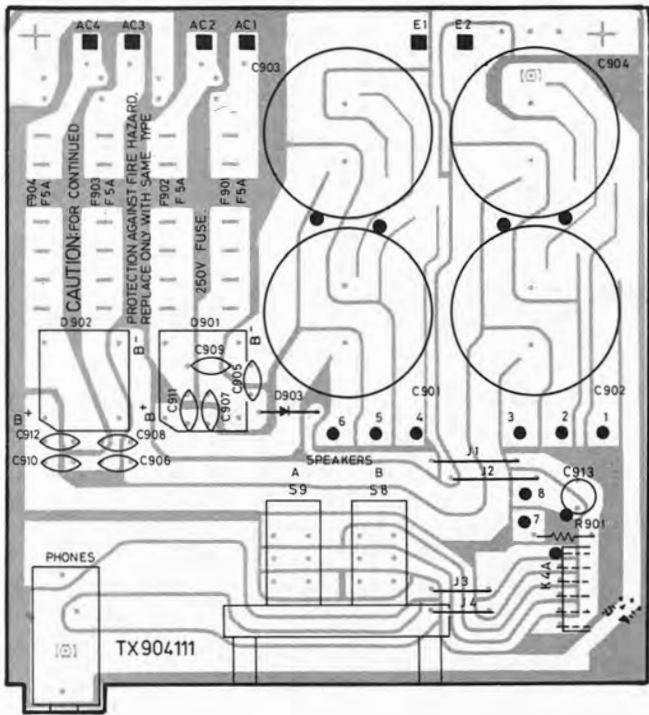 AC4 AC3 AC2 AC1 E1 E2
C903 C904
F904 F5A
CAUTION: FOR CONTINUED
F903 F5A
PROTECTION AGAINST FIRE HAZARD,
REPLACE ONLY WITH SAME TYPE
F902 F5A
250V FUSE.
F901 F5A
D902 D901
B- B-
C909
C905
C911
C907
D903
C901 C902
B+ B+
6 5 4 3 2 1
C912 C908
C910 C906
SPEAKERS
A B
S9 S8
J1
J2
C913
8
7
R901
PHONES
K4A
J3
J4
TX904111